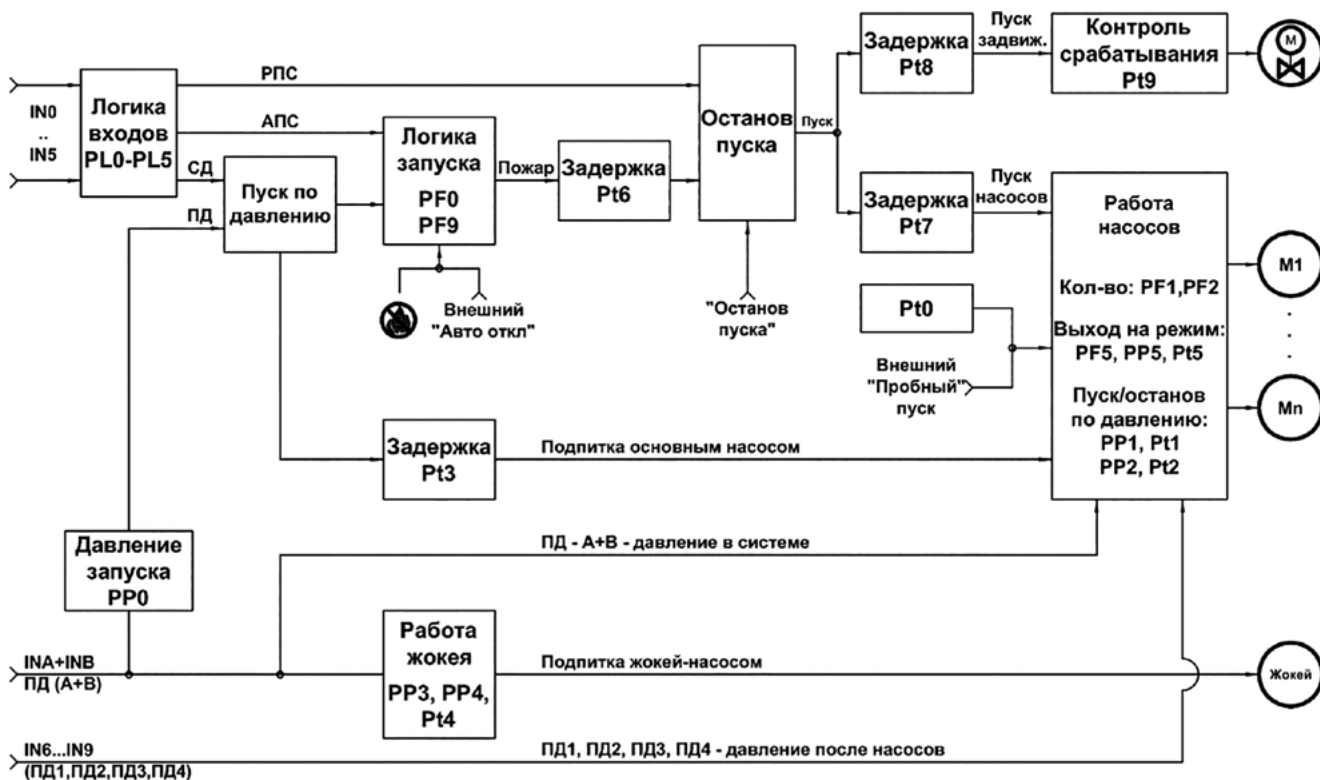 IN0
..
IN5
Логика
входов
PL0-PL5
РПС
АПС
СД
ПД
Пуск по
давлению
Логика
запуска
PF0
PF9
Внешний
"Авто откл"
Пожар
Задержка
Pt6
Останов
пуска
"Останов
пуска"
Пуск
Задержка
Pt8
Пуск
задвиж.
Контроль
срабатывания
Pt9
М
Задержка
Pt7
Пуск
насосов
Pt0
Внешний
"Пробный"
пуск
Работа
насосов
Кол-во: PF1,PF2
Выход на режим:
PF5, PP5, Pt5
Пуск/останов
по давлению:
PP1, Pt1
PP2, Pt2
М1
Мn
Задержка
Pt3
Подпитка основным насосом
Давление
запуска
PP0
ПД - А+В - давление в системе
INA+INB
ПД (А+В)
Работа
жокея
PP3, PP4,
Pt4
Подпитка жокей-насосом
Жокей
IN6...IN9
(ПД1,ПД2,ПД3,ПД4)
ПД1, ПД2, ПД3, ПД4 - давление после насосов